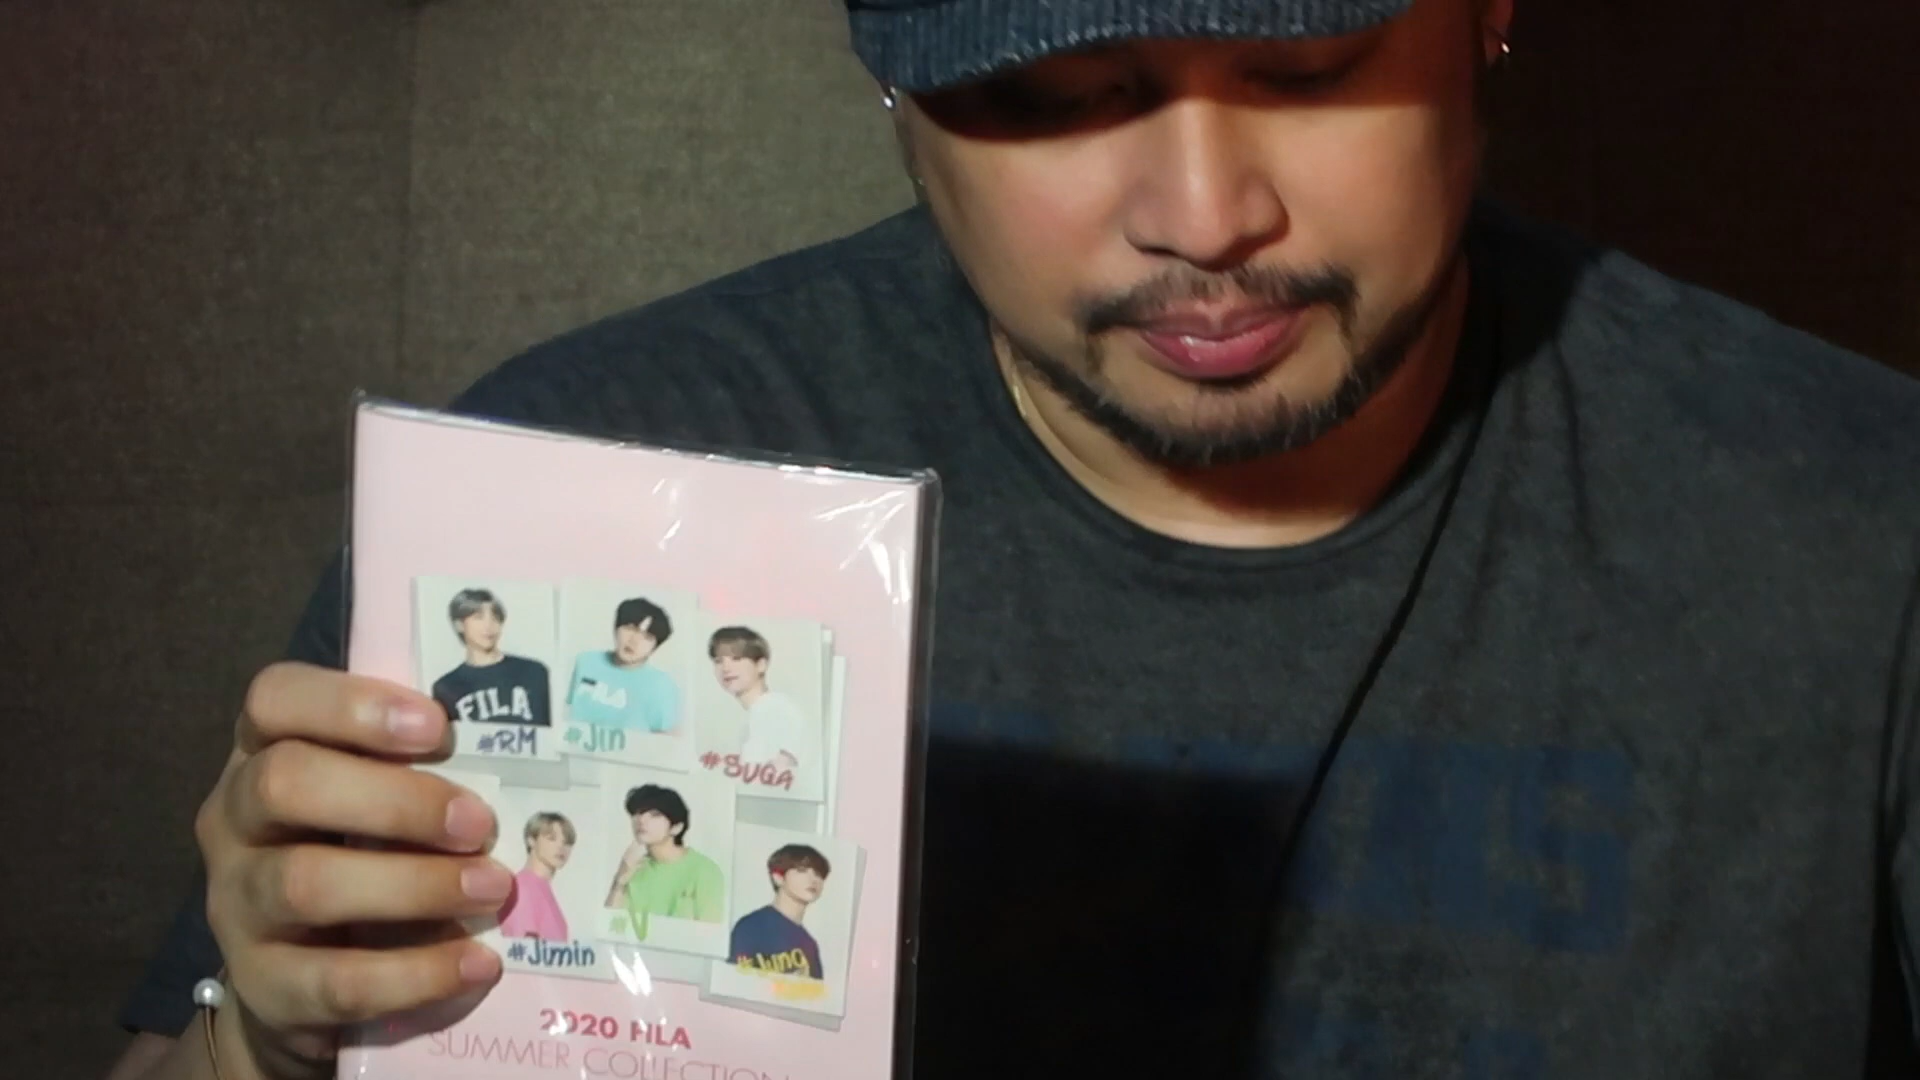 FILA
#RM
FILA
#Jin
#SUGA
#Jimin
#V
#Jung
2020 FILA
SUMMER COLLECTION